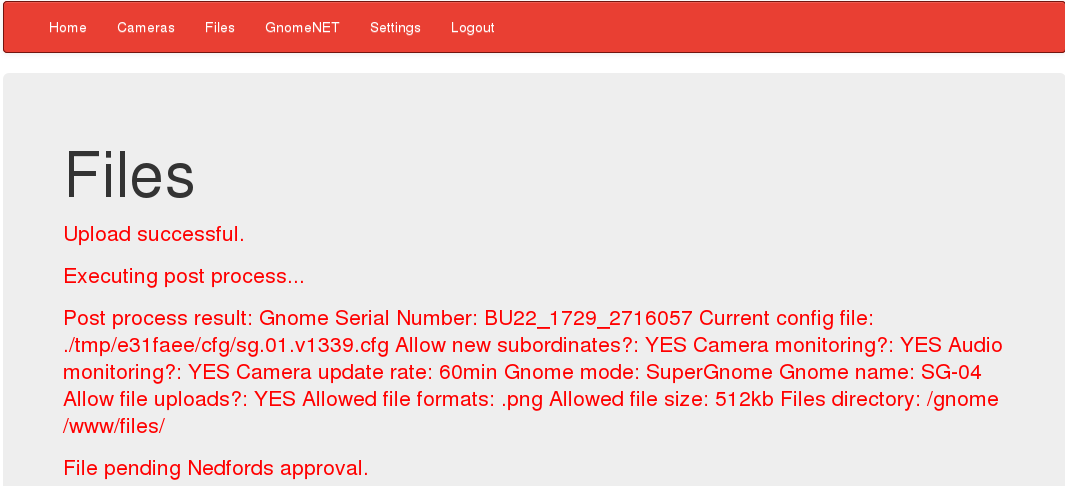 Home Cameras Files GnomeNET Settings Logout
Files
Upload successful.
Executing post process...
Post process result: Gnome Serial Number: BU22_1729_2716057 Current config file:
./tmp/e31faee/cfg/sg.01.v1339.cfg Allow new subordinates?: YES Camera monitoring?: YES Audio
monitoring?: YES Camera update rate: 60min Gnome mode: SuperGnome Gnome name: SG-04
Allow file uploads?: YES Allowed file formats: .png Allowed file size: 512kb Files directory: /gnome
/www/files/
File pending Nedfords approval.